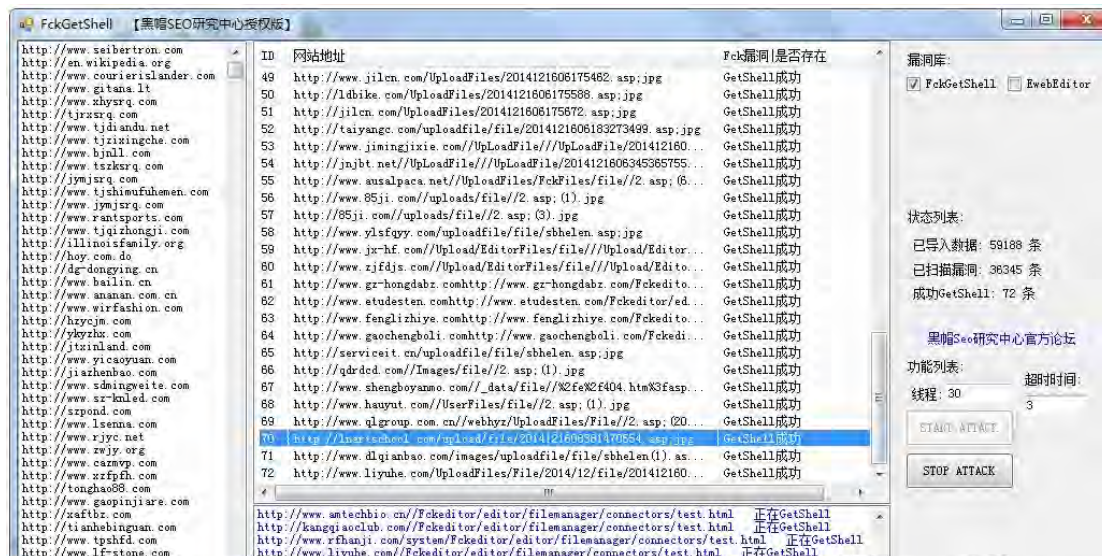 FckGetShell 【黑帽SEO研究中心授权版】
http://www.seibertron.com
http://en.wikipedia.org
http://www.courierislander.com
http://www.gitana.lt
http://www.xhysrq.com
http://tjrxsrq.com
http://www.tjdiandu.net
http://www.tjzixingche.com
http://www.bjnll.com
http://www.tszksrq.com
http://jymjsrq.com
http://www.tjshimufuhemen.com
http://www.jymjsrq.com
http://www.rantsports.com
http://www.tjqizhongji.com
http://illinoisfamily.org
http://hoy.com.do
http://dg-dongying.cn
http://www.bailin.cn
http://www.ananan.com.cn
http://www.wirfashion.com
http://hzycjm.com
http://ykyzhx.com
http://jtxinland.com
http://www.yicaoyuan.com
http://jiazhenbao.com
http://www.sdmingweite.com
http://www.sz-knled.com
http://szpond.com
http://www.lsenna.com
http://www.rjyc.net
http://www.zwjy.org
http://www.cazmvp.com
http://www.xzfpfh.com
http://tonghao88.com
http://www.gaopinjiare.com
http://xaftbz.com
http://tianhebinguan.com
http://www.tpshfd.com
http://www.lf-stone.com
ID 网站地址 Fck漏洞|是否存在
49 http://www.jilcn.com/UploadFiles/2014121606175462.asp;jpg GetShell成功
50 http://ldbike.com/UploadFiles/2014121606175588.asp;jpg GetShell成功
51 http://jilcn.com/UploadFiles/2014121606175672.asp;jpg GetShell成功
52 http://taiyangc.com/uploadfile/file/2014121606183273499.asp;jpg GetShell成功
53 http://www.jimingjixie.com//UpLoadFile///UpLoadFile/201412160... GetShell成功
54 http://jnjbt.net//UpLoadFile///UpLoadFile/2014121606345365755... GetShell成功
55 http://www.ausalpaca.net//UploadFiles/FckFiles/file//2.asp;(6... GetShell成功
56 http://www.85ji.com//uploads/file//2.asp;(1).jpg GetShell成功
57 http://85ji.com//uploads/file//2.asp;(3).jpg GetShell成功
58 http://www.ylsfqyy.com/uploadfile/file/sbhelen.asp;jpg GetShell成功
59 http://www.jx-hf.com//Upload/EditorFiles/file///Upload/Editor... GetShell成功
60 http://zjfdjs.com//Upload/EditorFiles/file///Upload/Edito... GetShell成功
61 http://www.gz-hongdabz.comhttp://www.gz-hongdabz.com/Fckedito... GetShell成功
62 http://www.etudesten.comhttp://www.etudesten.com/Fckeditor/ed... GetShell成功
63 http://www.fenglizhiye.comhttp://www.fenglizhiye.com/Fckedito... GetShell成功
64 http://www.gaochengboli.comhttp://www.gaochengboli.com/Fckedi... GetShell成功
65 http://serviceit.cn/uploadfile/file/sbhelen.asp;jpg GetShell成功
66 http://qdrdcd.com//Images/file//2.asp;(1).jpg GetShell成功
67 http://www.shengboyanmo.com//_data/file//%2fe%2f404.htm%3fasp... GetShell成功
68 http://www.hauyut.com//UserFiles/file//2.asp;(1).jpg GetShell成功
69 http://www.qlgroup.com.cn//webhyz/UploadFiles/File//2.asp;(20... GetShell成功
70 GetShell成功
71 http://www.dlqianbao.com/images/uploadfile/file/sbhelen(1).as... GetShell成功
72 http://www.liyuhe.com/UploadFiles/File/2014/12/file/201412160... GetShell成功
http://www.amtechbio.cn//Fckeditor/editor/filemanager/connectors/test.html 正在GetShell
http://kangqiaoclub.com//Fckeditor/editor/filemanager/connectors/test.html 正在GetShell
http://www.rfhanji.com/system/Fckeditor/editor/filemanager/connectors/test.html 正在GetShell
http://www.liyuhe.com//Fckeditor/editor/filemanager/connectors/test.html 正在GetShell
漏洞库:
FckGetShell EwebEditor
状态列表:
已导入数据: 59188 条
已扫描漏洞: 36345 条
成功GetShell: 72 条
黑帽Seo研究中心官方论坛
功能列表:
线程: 30
超时时间:
3
START ATTACT
STOP ATTACK